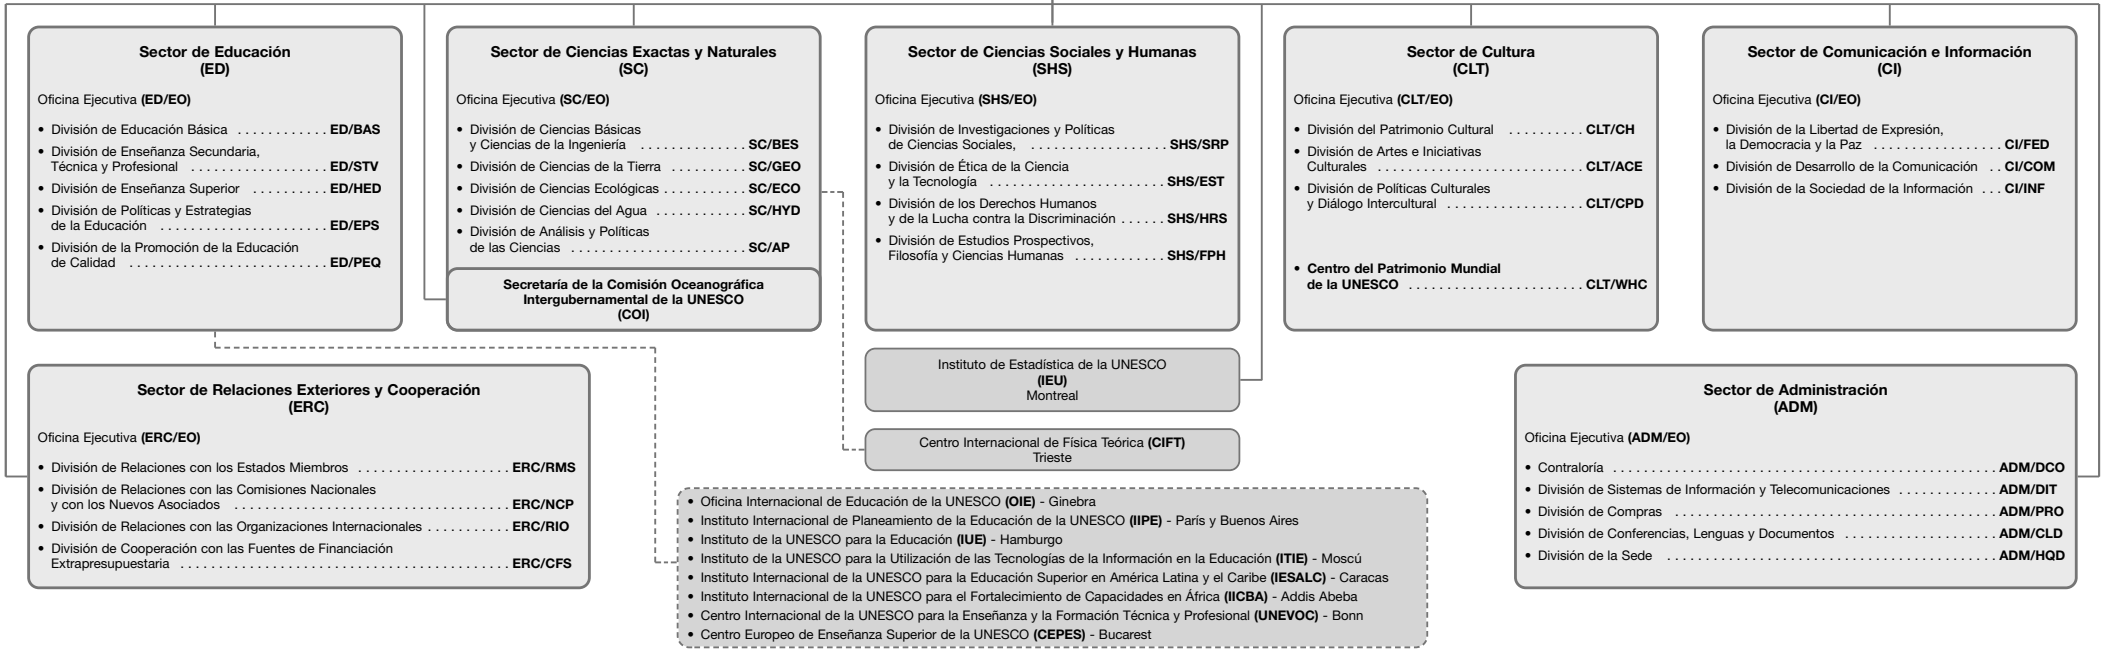 Sector de Educación
(ED)
Oficina Ejecutiva (ED/EO)
• División de Educación Básica . . . . . . . . . . . . ED/BAS
• División de Enseñanza Secundaria,
Técnica y Profesional . . . . . . . . . . . . . . . . . . ED/STV
• División de Enseñanza Superior . . . . . . . . . . ED/HED
• División de Políticas y Estrategias
de la Educación . . . . . . . . . . . . . . . . . . . . . . ED/EPS
• División de la Promoción de la Educación
de Calidad . . . . . . . . . . . . . . . . . . . . . . . . . . ED/PEQ
Sector de Ciencias Exactas y Naturales
(SC)
Oficina Ejecutiva (SC/EO)
• División de Ciencias Básicas
y Ciencias de la Ingeniería . . . . . . . . . . . . . . SC/BES
• División de Ciencias de la Tierra . . . . . . . . . . . SC/GEO
• División de Ciencias Ecológicas . . . . . . . . . . . SC/ECO
• División de Ciencias del Agua . . . . . . . . . . . . . SC/HYD
• División de Análisis y Políticas
de las Ciencias . . . . . . . . . . . . . . . . . . . . . . . SC/AP
Secretaría de la Comisión Oceanográfica
Intergubernamental de la UNESCO
(COI)
Sector de Ciencias Sociales y Humanas
(SHS)
Oficina Ejecutiva (SHS/EO)
• División de Investigaciones y Políticas
de Ciencias Sociales, . . . . . . . . . . . . . . . . . . SHS/SRP
• División de Ética de la Ciencia
y la Tecnología . . . . . . . . . . . . . . . . . . . . . . . SHS/EST
• División de los Derechos Humanos
y de la Lucha contra la Discriminación . . . . . . SHS/HRS
• División de Estudios Prospectivos,
Filosofía y Ciencias Humanas . . . . . . . . . . . . SHS/FPH
Sector de Cultura
(CLT)
Oficina Ejecutiva (CLT/EO)
• División del Patrimonio Cultural . . . . . . . . . . CLT/CH
• División de Artes e Iniciativas
Culturales . . . . . . . . . . . . . . . . . . . . . . . . . . . CLT/ACE
• División de Políticas Culturales
y Diálogo Intercultural . . . . . . . . . . . . . . . . . . CLT/CPD
• Centro del Patrimonio Mundial
de la UNESCO . . . . . . . . . . . . . . . . . . . . . . . CLT/WHC
Sector de Comunicación e Información
(CI)
Oficina Ejecutiva (CI/EO)
• División de la Libertad de Expresión,
la Democracia y la Paz . . . . . . . . . . . . . . . . . CI/FED
• División de Desarrollo de la Comunicación . . CI/COM
• División de la Sociedad de la Información . . . CI/INF
Sector de Relaciones Exteriores y Cooperación
(ERC)
Oficina Ejecutiva (ERC/EO)
• División de Relaciones con los Estados Miembros . . . . . . . . . . . . . . . . . . . . ERC/RMS
• División de Relaciones con las Comisiones Nacionales
y con los Nuevos Asociados . . . . . . . . . . . . . . . . . . . . . . . . . . . . . . . . . . . . ERC/NCP
• División de Relaciones con las Organizaciones Internacionales . . . . . . . . . . . ERC/RIO
• División de Cooperación con las Fuentes de Financiación
Extrapresupuestaria . . . . . . . . . . . . . . . . . . . . . . . . . . . . . . . . . . . . . . . . . . . ERC/CFS
Instituto de Estadística de la UNESCO
(IEU)
Montreal
Centro Internacional de Física Teórica (CIFT)
Trieste
• Oficina Internacional de Educación de la UNESCO (OIE) - Ginebra
• Instituto Internacional de Planeamiento de la Educación de la UNESCO (IIPE) - París y Buenos Aires
• Instituto de la UNESCO para la Educación (IUE) - Hamburgo
• Instituto de la UNESCO para la Utilización de las Tecnologías de la Información en la Educación (ITIE) - Moscú
• Instituto Internacional de la UNESCO para la Educación Superior en América Latina y el Caribe (IESALC) - Caracas
• Instituto Internacional de la UNESCO para el Fortalecimiento de Capacidades en África (IICBA) - Addis Abeba
• Centro Internacional de la UNESCO para la Enseñanza y la Formación Técnica y Profesional (UNEVOC) - Bonn
• Centro Europeo de Enseñanza Superior de la UNESCO (CEPES) - Bucarest
Sector de Administración
(ADM)
Oficina Ejecutiva (ADM/EO)
• Contraloría . . . . . . . . . . . . . . . . . . . . . . . . . . . . . . . . . . . . . . . . . . . . . . . . . . ADM/DCO
• División de Sistemas de Información y Telecomunicaciones . . . . . . . . . . . . . ADM/DIT
• División de Compras . . . . . . . . . . . . . . . . . . . . . . . . . . . . . . . . . . . . . . . . . . ADM/PRO
• División de Conferencias, Lenguas y Documentos . . . . . . . . . . . . . . . . . . . . ADM/CLD
• División de la Sede . . . . . . . . . . . . . . . . . . . . . . . . . . . . . . . . . . . . . . . . . . . ADM/HQD